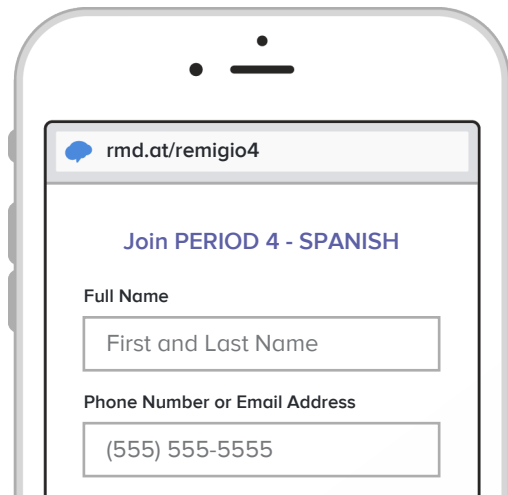 rmd.at/remigio4
Join PERIOD 4 - SPANISH
Full Name
First and Last Name
Phone Number or Email Address
(555) 555-5555